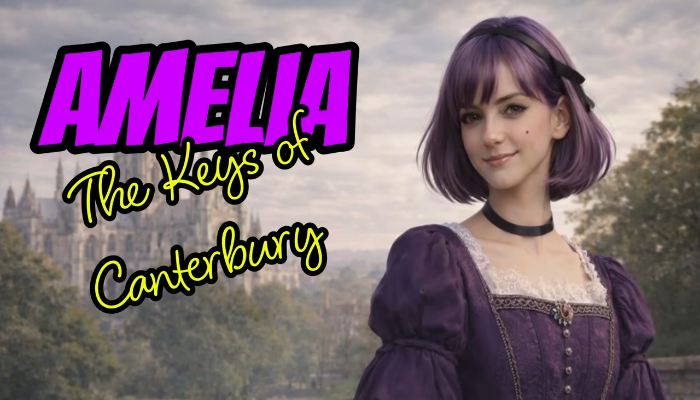 AMELIA
The Keys of
Canterbury